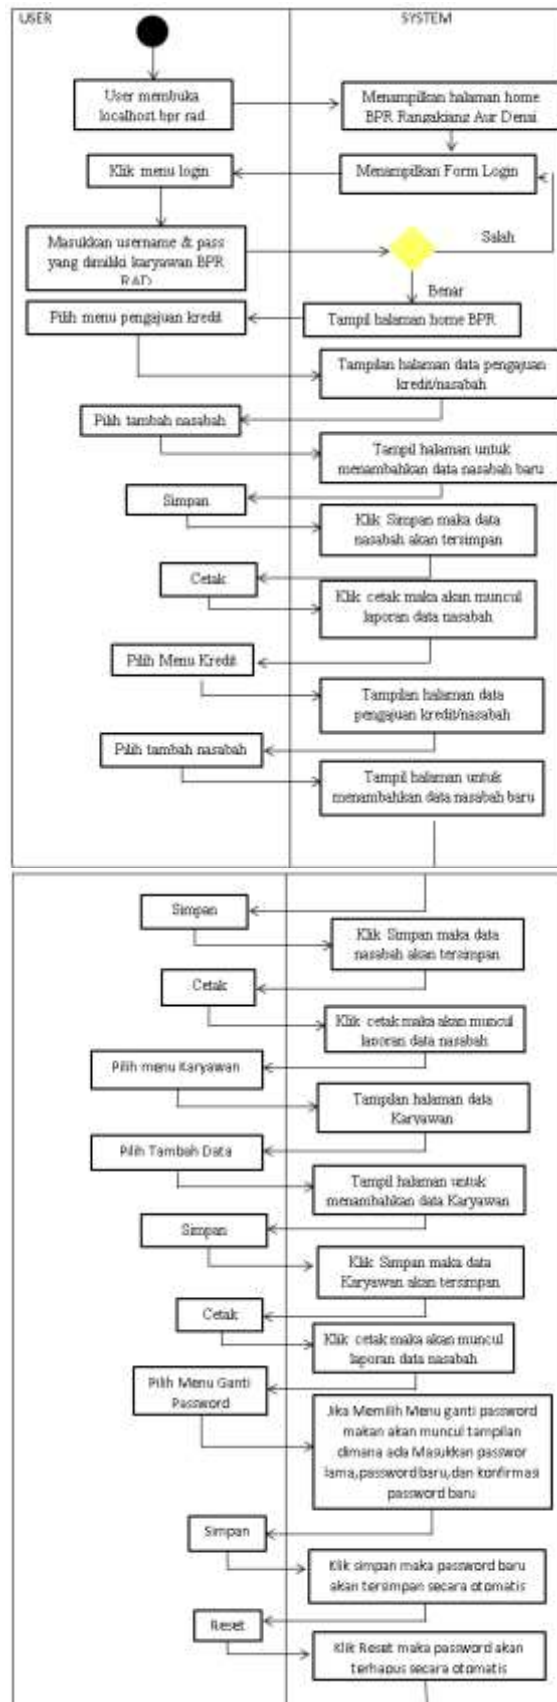 USER
SYSTEM
User membuka
localhost bpr rad
Menampilkan halaman home
BPR Rangakiang Aur Densi
Klik menu login
Menampilkan Form Login
Masukkan username & pass
yang dimiliki karyawan BPR
RAD
Salah
Benar
Pilih menu pengajuan kredit
Tampil halaman home BPR
Tampilan halaman data pengajuan
kredit/nasabah
Pilih tambah nasabah
Tampil halaman untuk
menambahkan data nasabah baru
Simpan
Klik Simpan maka data
nasabah akan tersimpan
Cetak
Klik cetak maka akan muncul
laporan data nasabah
Pilih Menu Kredit
Tampilan halaman data
pengajuan kredit/nasabah
Pilih tambah nasabah
Tampil halaman untuk
menambahkan data nasabah baru
Simpan
Klik Simpan maka data
nasabah akan tersimpan
Cetak
Klik cetak maka akan muncul
laporan data nasabah
Pilih menu Karyawan
Tampilan halaman data
Karyawan
Pilih Tambah Data
Tampil halaman untuk
menambahkan data Karyawan
Simpan
Klik Simpan maka data
Karyawan akan tersimpan
Cetak
Klik cetak maka akan muncul
laporan data nasabah
Pilih Menu Ganti
Password
Jika Memilih Menu ganti password
makan akan muncul tampilan
dimana ada Masukkan passwor
lama,password baru,dan konfirmasi
password baru
Simpan
Klik simpan maka password baru
akan tersimpan secara otomatis
Reset
Klik Reset maka password akan
terhapus secara otomatis